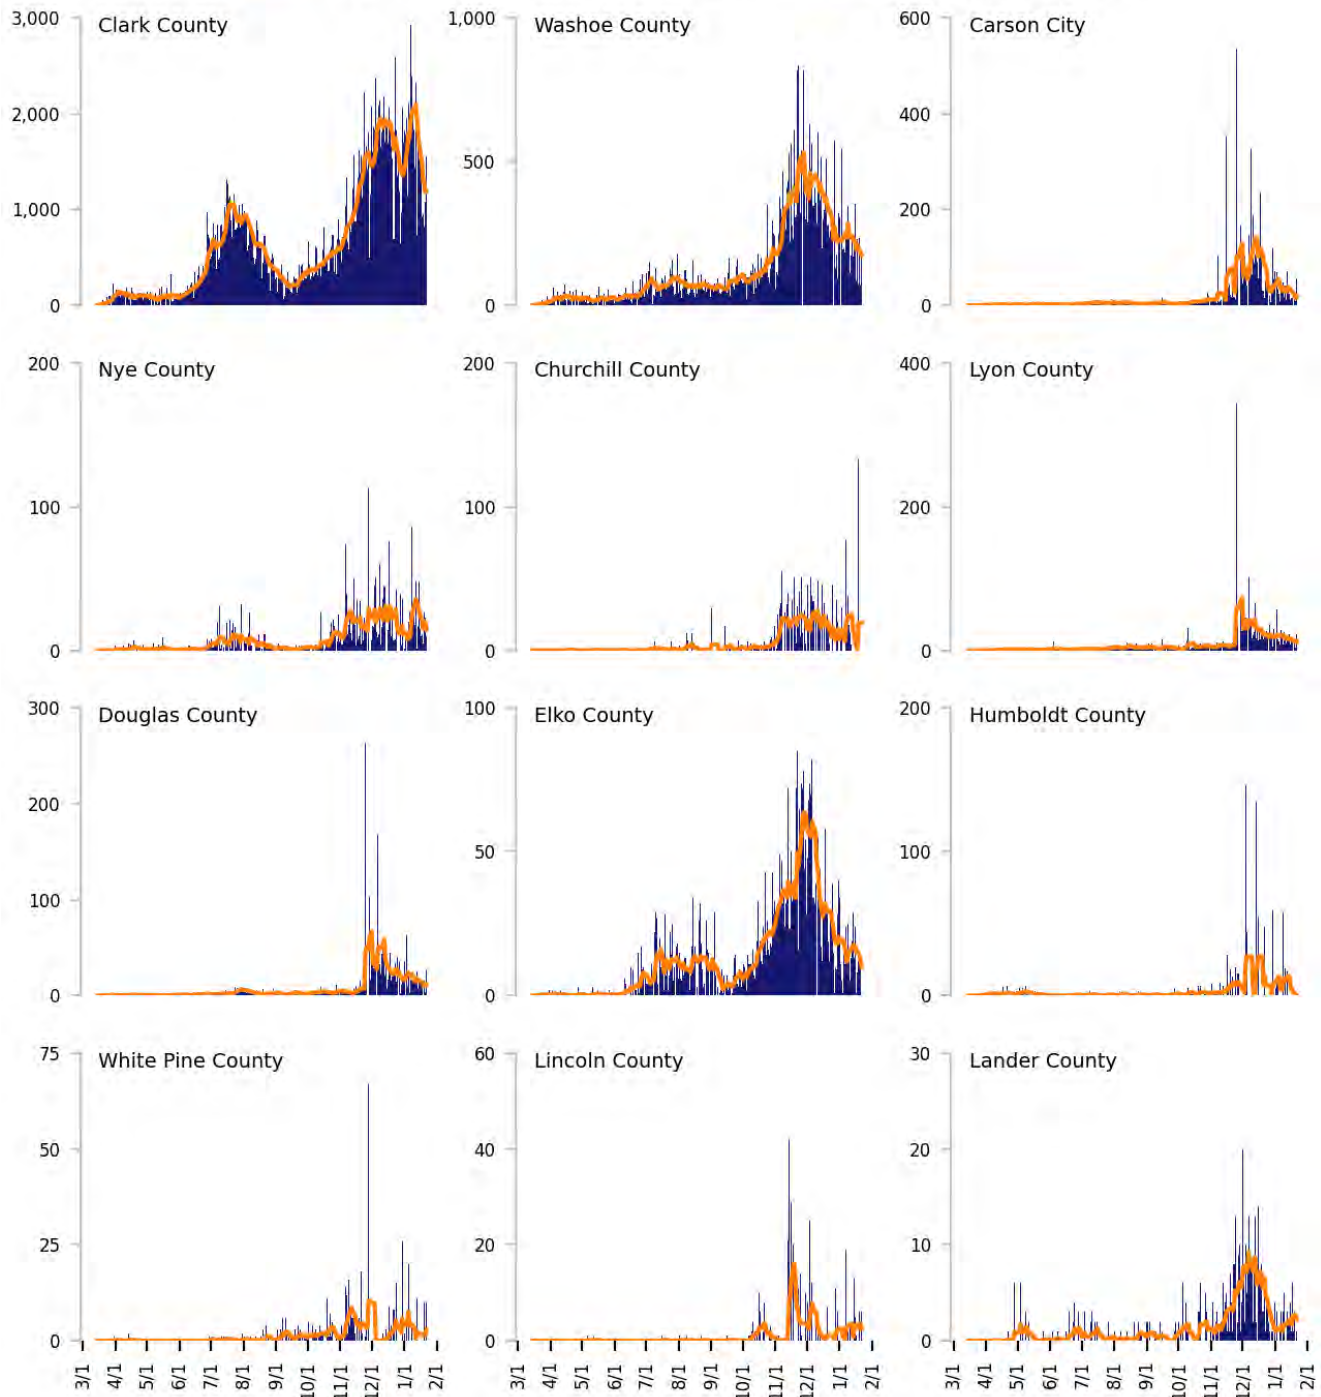 3,000
Clark County
2,000
1,000
0
1,000
Washoe County
500
0
600
Carson City
400
200
0
200
Nye County
100
0
200
Churchill County
100
0
400
Lyon County
200
0
300
Douglas County
200
100
0
100
Elko County
50
0
200
Humboldt County
100
0
75
White Pine County
50
25
0
3/1 4/1 5/1 6/1 7/1 8/1 9/1 10/1 11/1 12/1 1/1 2/1
60
Lincoln County
40
20
0
3/1 4/1 5/1 6/1 7/1 8/1 9/1 10/1 11/1 12/1 1/1 2/1
30
Lander County
20
10
0
3/1 4/1 5/1 6/1 7/1 8/1 9/1 10/1 11/1 12/1 1/1 2/1